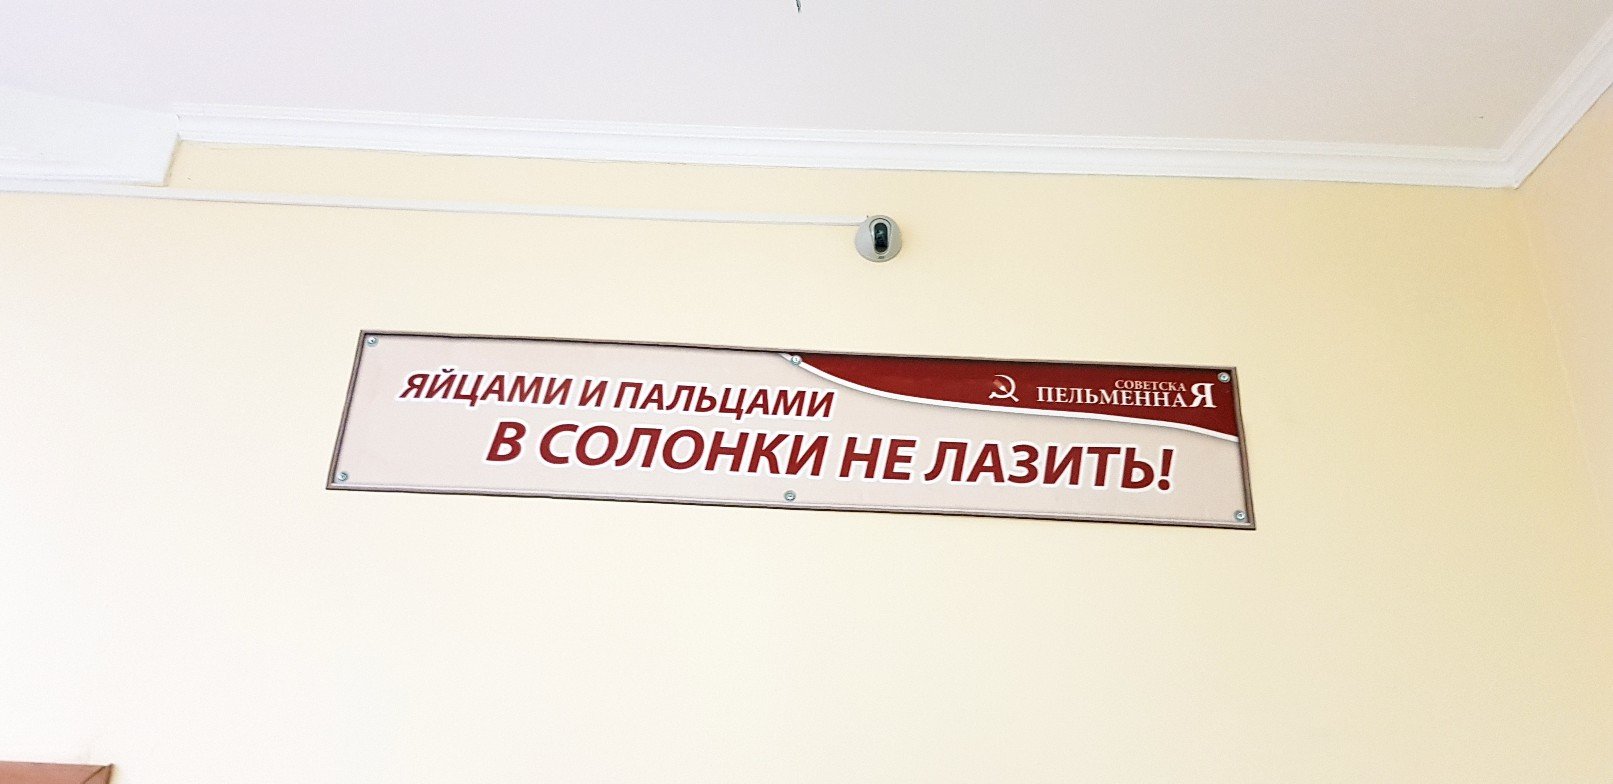 СОВЕТСКАЯ
ПЕЛЬМЕННАЯ
ЯЙЦАМИ И ПАЛЬЦАМИ
В СОЛОНКИ НЕ ЛАЗИТЬ!